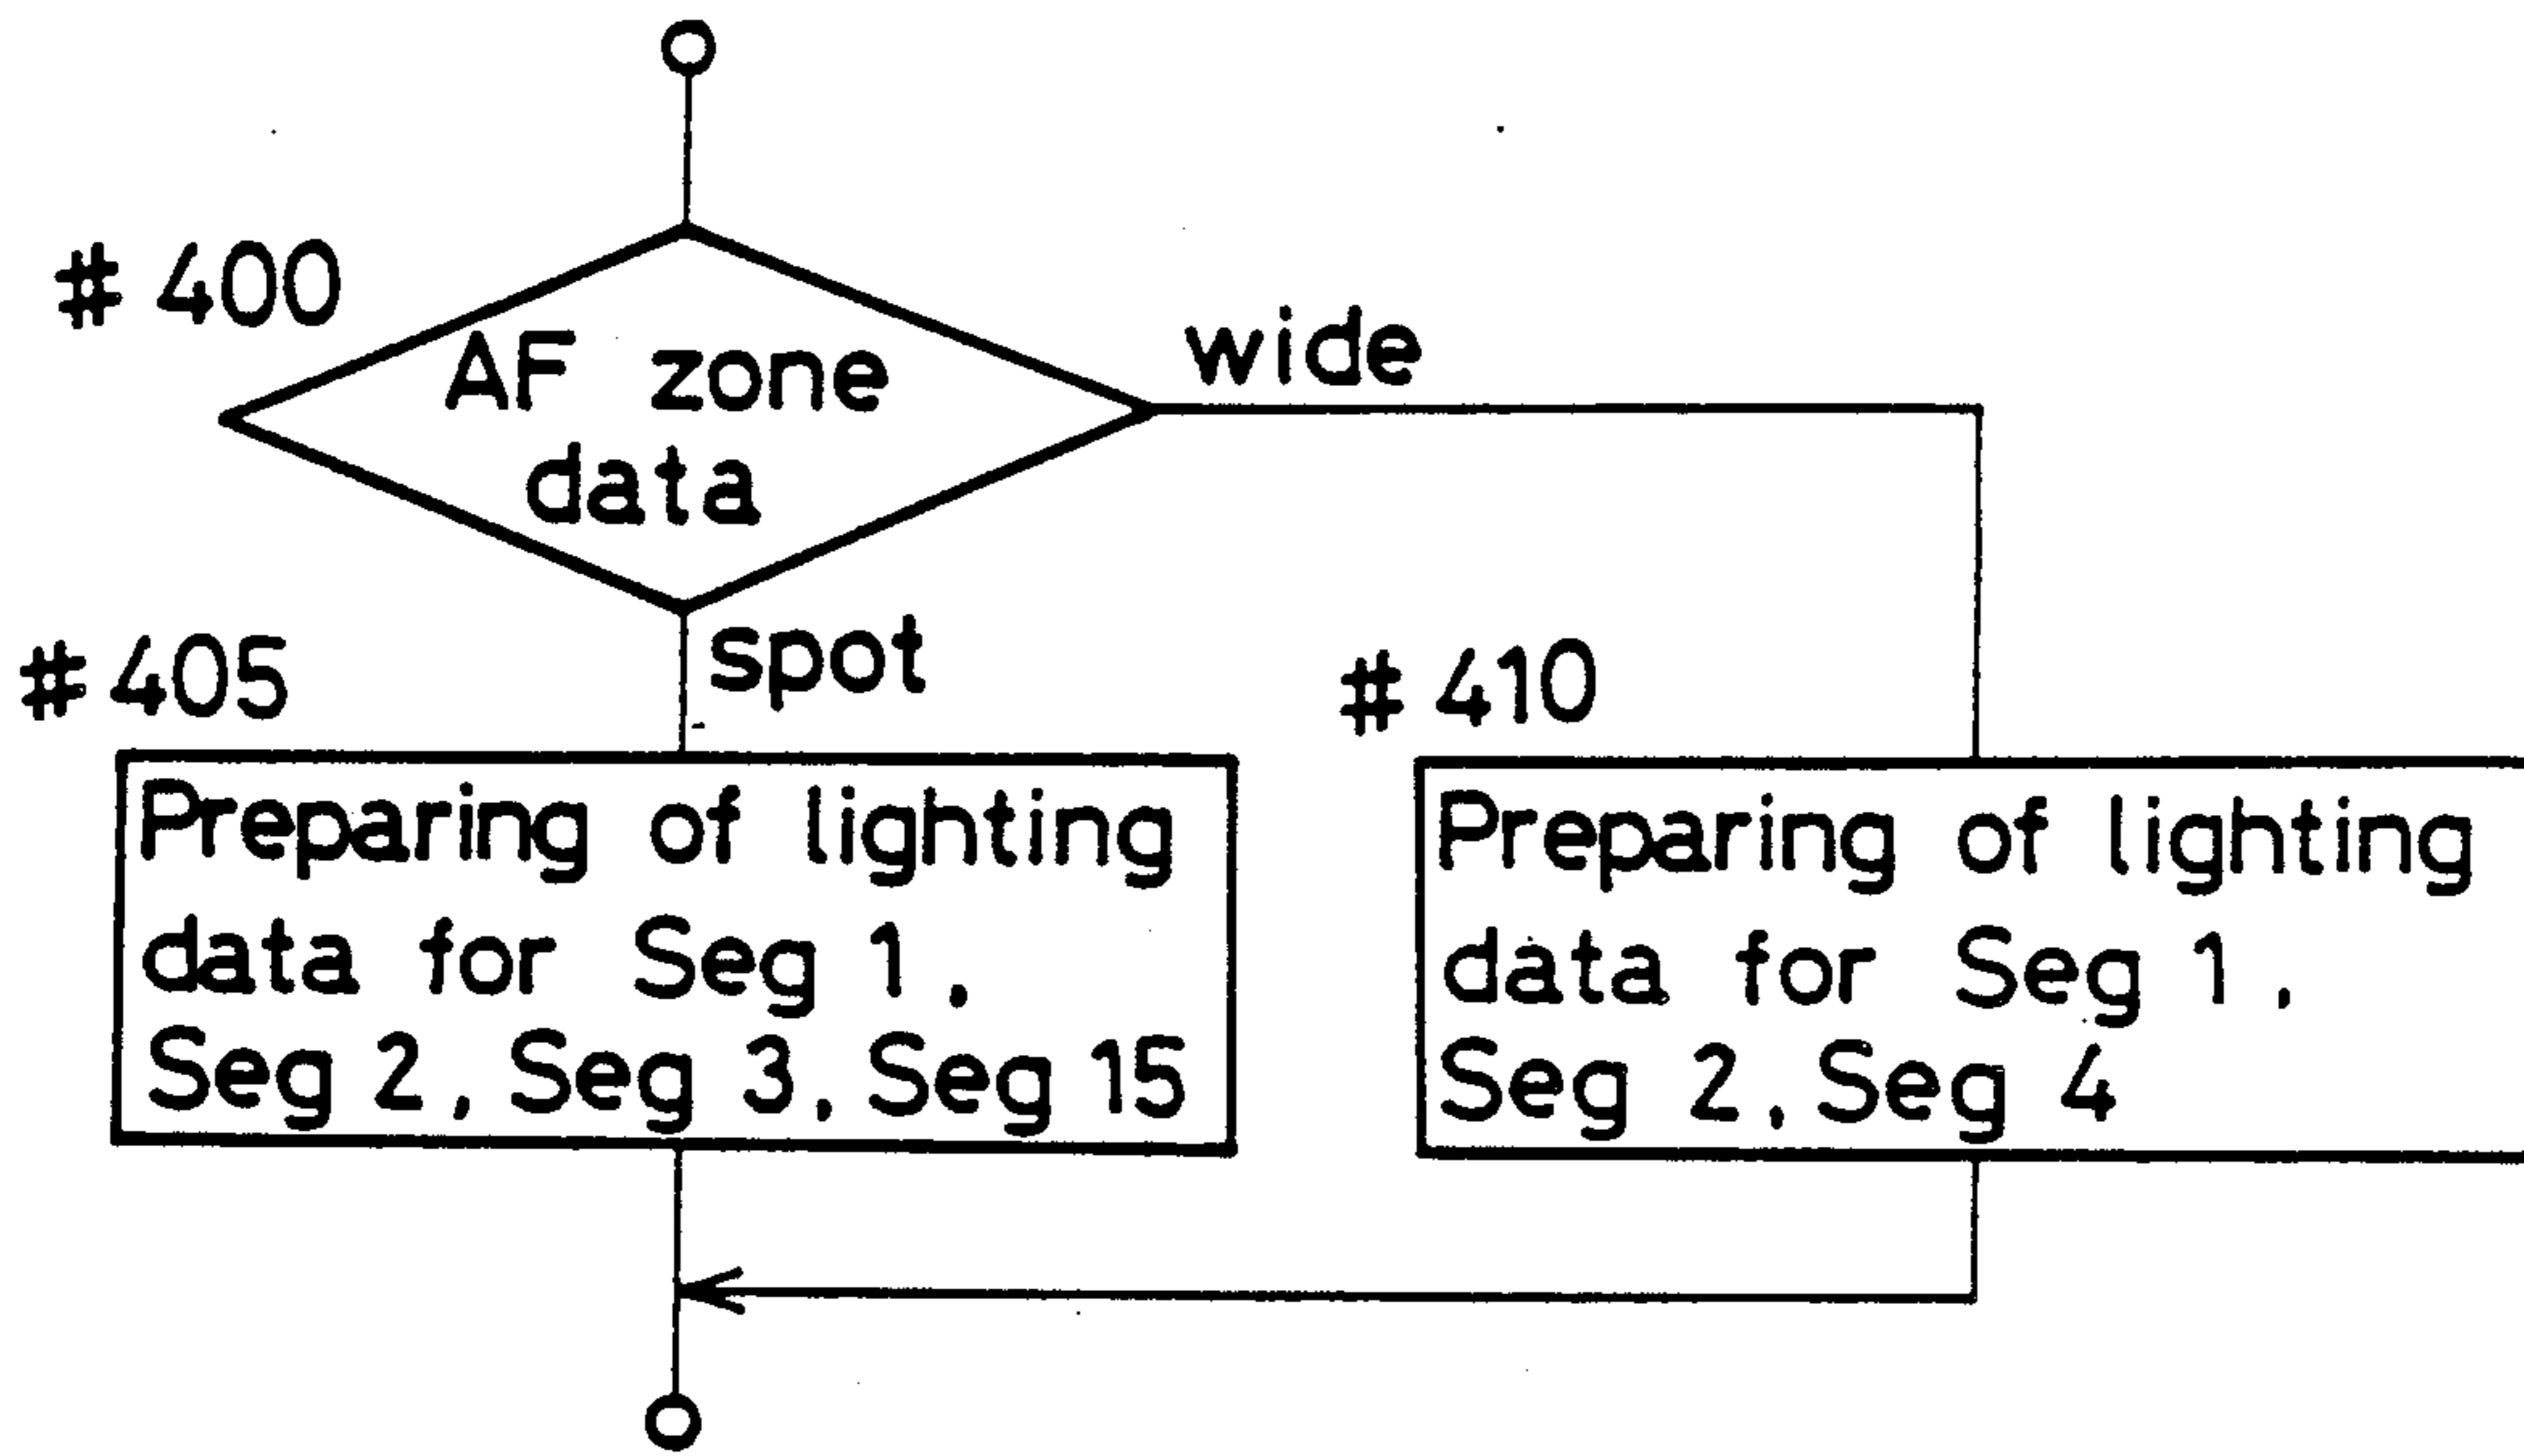 # 400
AF zone
data
wide
spot
# 405
Preparing of lighting
data for Seg 1,
Seg 2, Seg 3, Seg 15
# 410
Preparing of lighting
data for Seg 1,
Seg 2, Seg 4